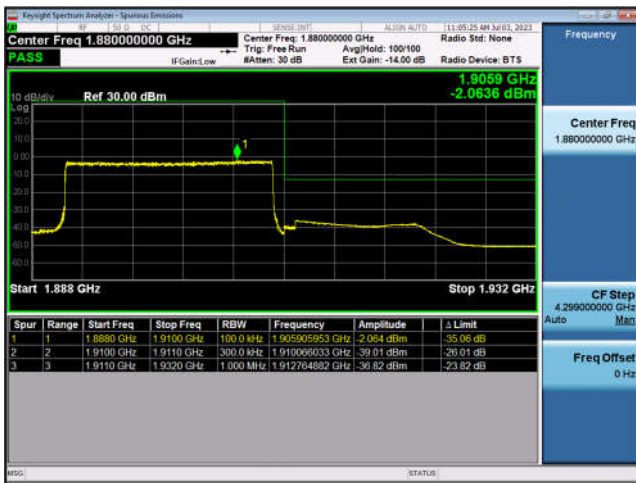 Keysight Spectrum Analyzer - Spurious Emissions
RF 50 Ω DC SENSE:INT ALIGN AUTO 11:05:25 AM Jul 03, 2023
Center Freq 1.880000000 GHz Center Freq: 1.880000000 GHz Radio Std: None Frequency
Trig: Free Run Avg|Hold: 100/100
PASS IFGain:Low #Atten: 30 dB Ext Gain: -14.00 dB Radio Device: BTS
1.9059 GHz
10 dB/div Ref 30.00 dBm -2.0636 dBm
Log
20.0
10.0
0.00
-10.0
-20.0
-30.0
-40.0
-50.0
-60.0
1
Center Freq
1.880000000 GHz
Start 1.888 GHz Stop 1.932 GHz
CF Step
4.299000000 GHz
Auto Man
Spur Range Start Freq Stop Freq RBW Frequency Amplitude Δ Limit
1 1 1.8880 GHz 1.9100 GHz 100.0 kHz 1.905905953 GHz -2.064 dBm -35.06 dB
2 2 1.9100 GHz 1.9110 GHz 300.0 kHz 1.910066033 GHz -39.01 dBm -26.01 dB
3 3 1.9110 GHz 1.9320 GHz 1.000 MHz 1.912764882 GHz -36.82 dBm -23.82 dB
Freq Offset
0 Hz
MSG STATUS